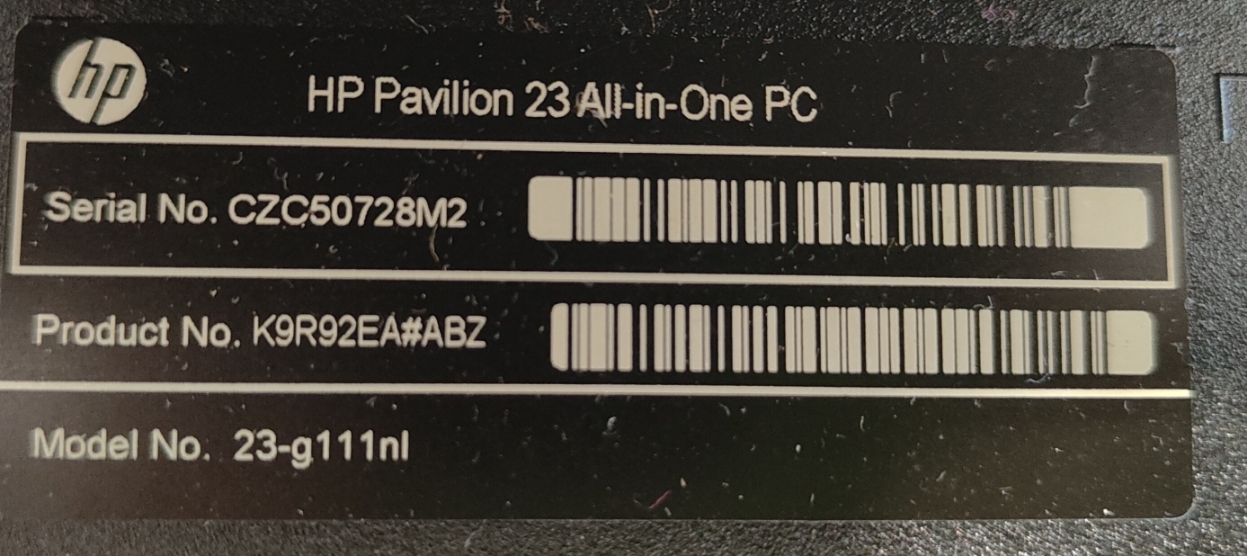 hp
HP Pavilion 23 All-in-One PC
Serial No. CZC50728M2
Product No. K9R92EA#ABZ
Model No. 23-g111nl